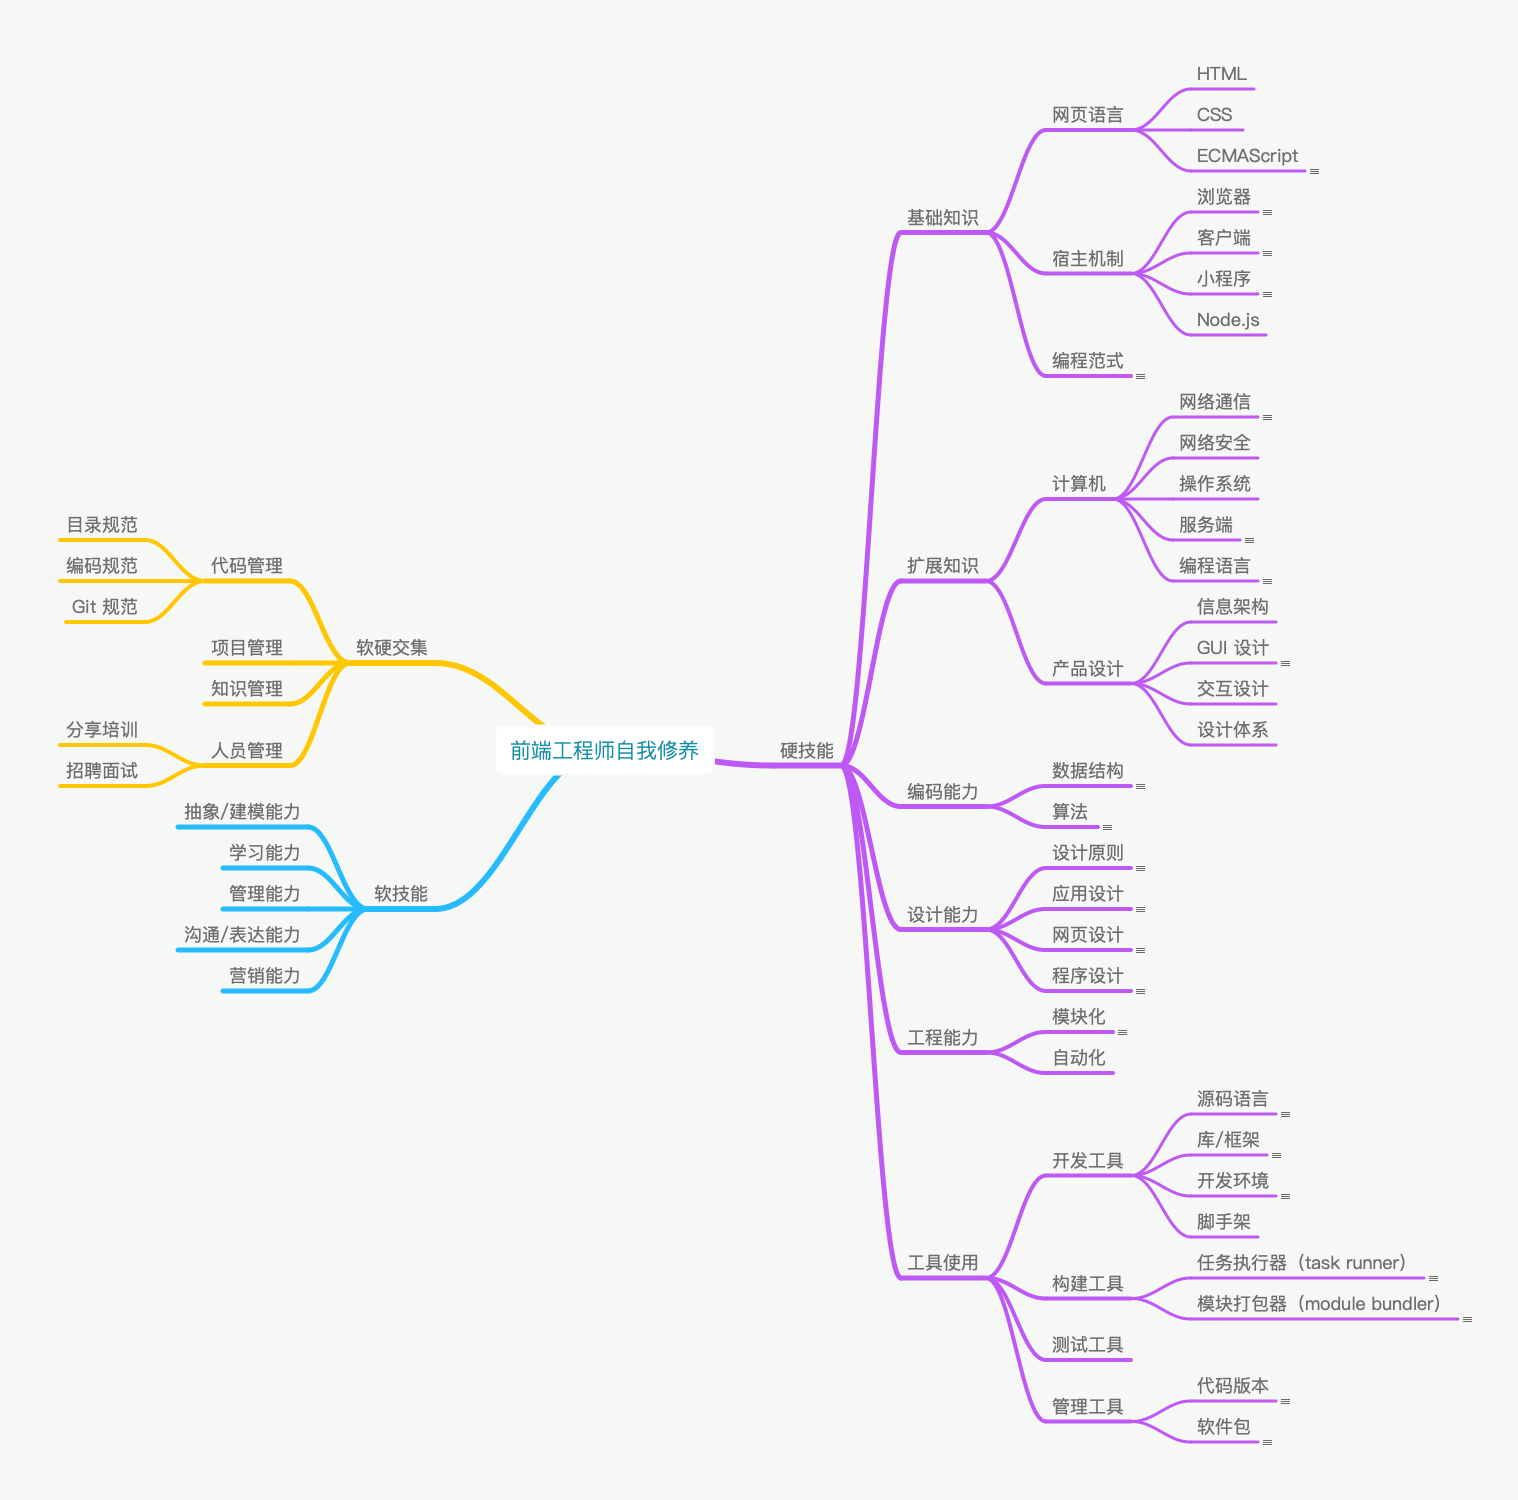 前端工程师自我修养
硬技能
基础知识
网页语言
HTML
CSS
ECMAScript
宿主机制
浏览器
客户端
小程序
Node.js
编程范式
扩展知识
计算机
网络通信
网络安全
操作系统
服务端
编程语言
产品设计
信息架构
GUI 设计
交互设计
设计体系
编码能力
数据结构
算法
设计能力
设计原则
应用设计
网页设计
程序设计
工程能力
模块化
自动化
工具使用
开发工具
源码语言
库/框架
开发环境
脚手架
构建工具
任务执行器（task runner）
模块打包器（module bundler）
测试工具
管理工具
代码版本
软件包
软硬交集
代码管理
目录规范
编码规范
Git 规范
项目管理
知识管理
人员管理
分享培训
招聘面试
软技能
抽象/建模能力
学习能力
管理能力
沟通/表达能力
营销能力